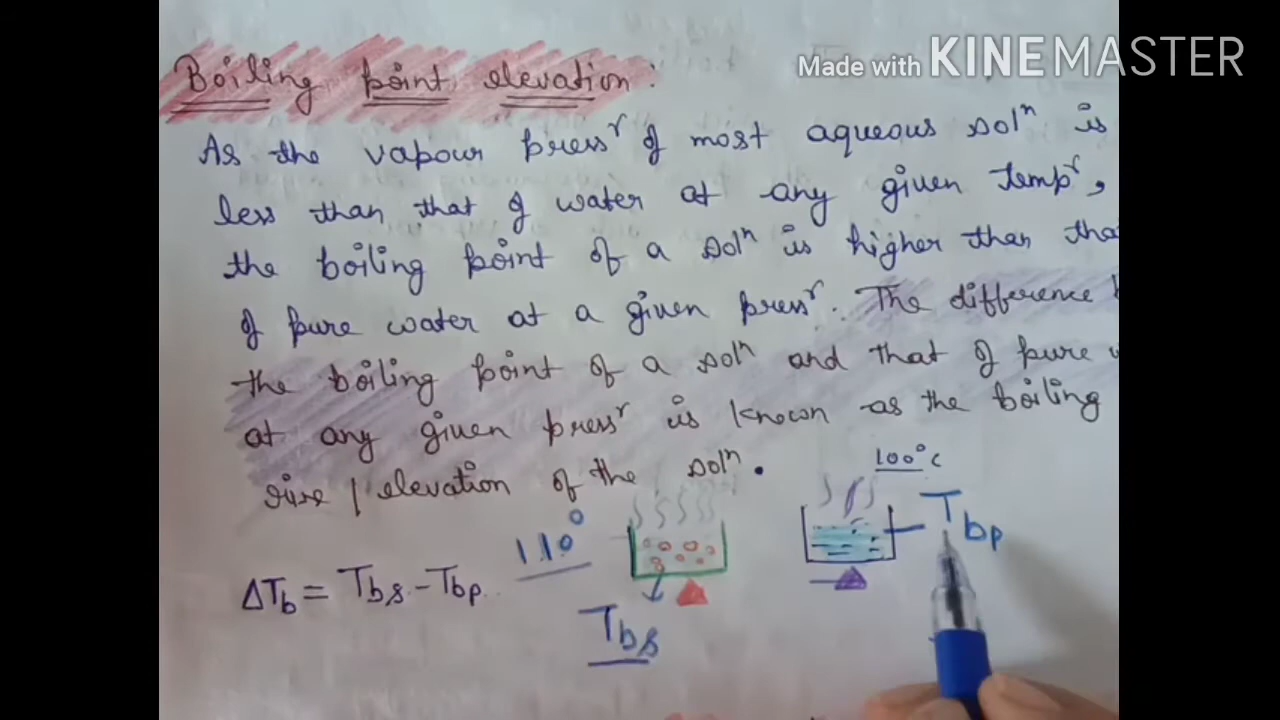 Made with KINEMASTER
Boiling point elevation :
As the vapour pressʳ of most aqueous solⁿ is
less than that of water at any given Tempʳ,
the boiling point of a solⁿ is higher than tha
of pure water at a given pressʳ. The difference b
the boiling point of a solⁿ and that of pure w
at any given pressʳ is known as the boiling
rise / elevation of the solⁿ.
100°c
110°
Tbp
ΔTb = Tbs - Tbp
Tbs